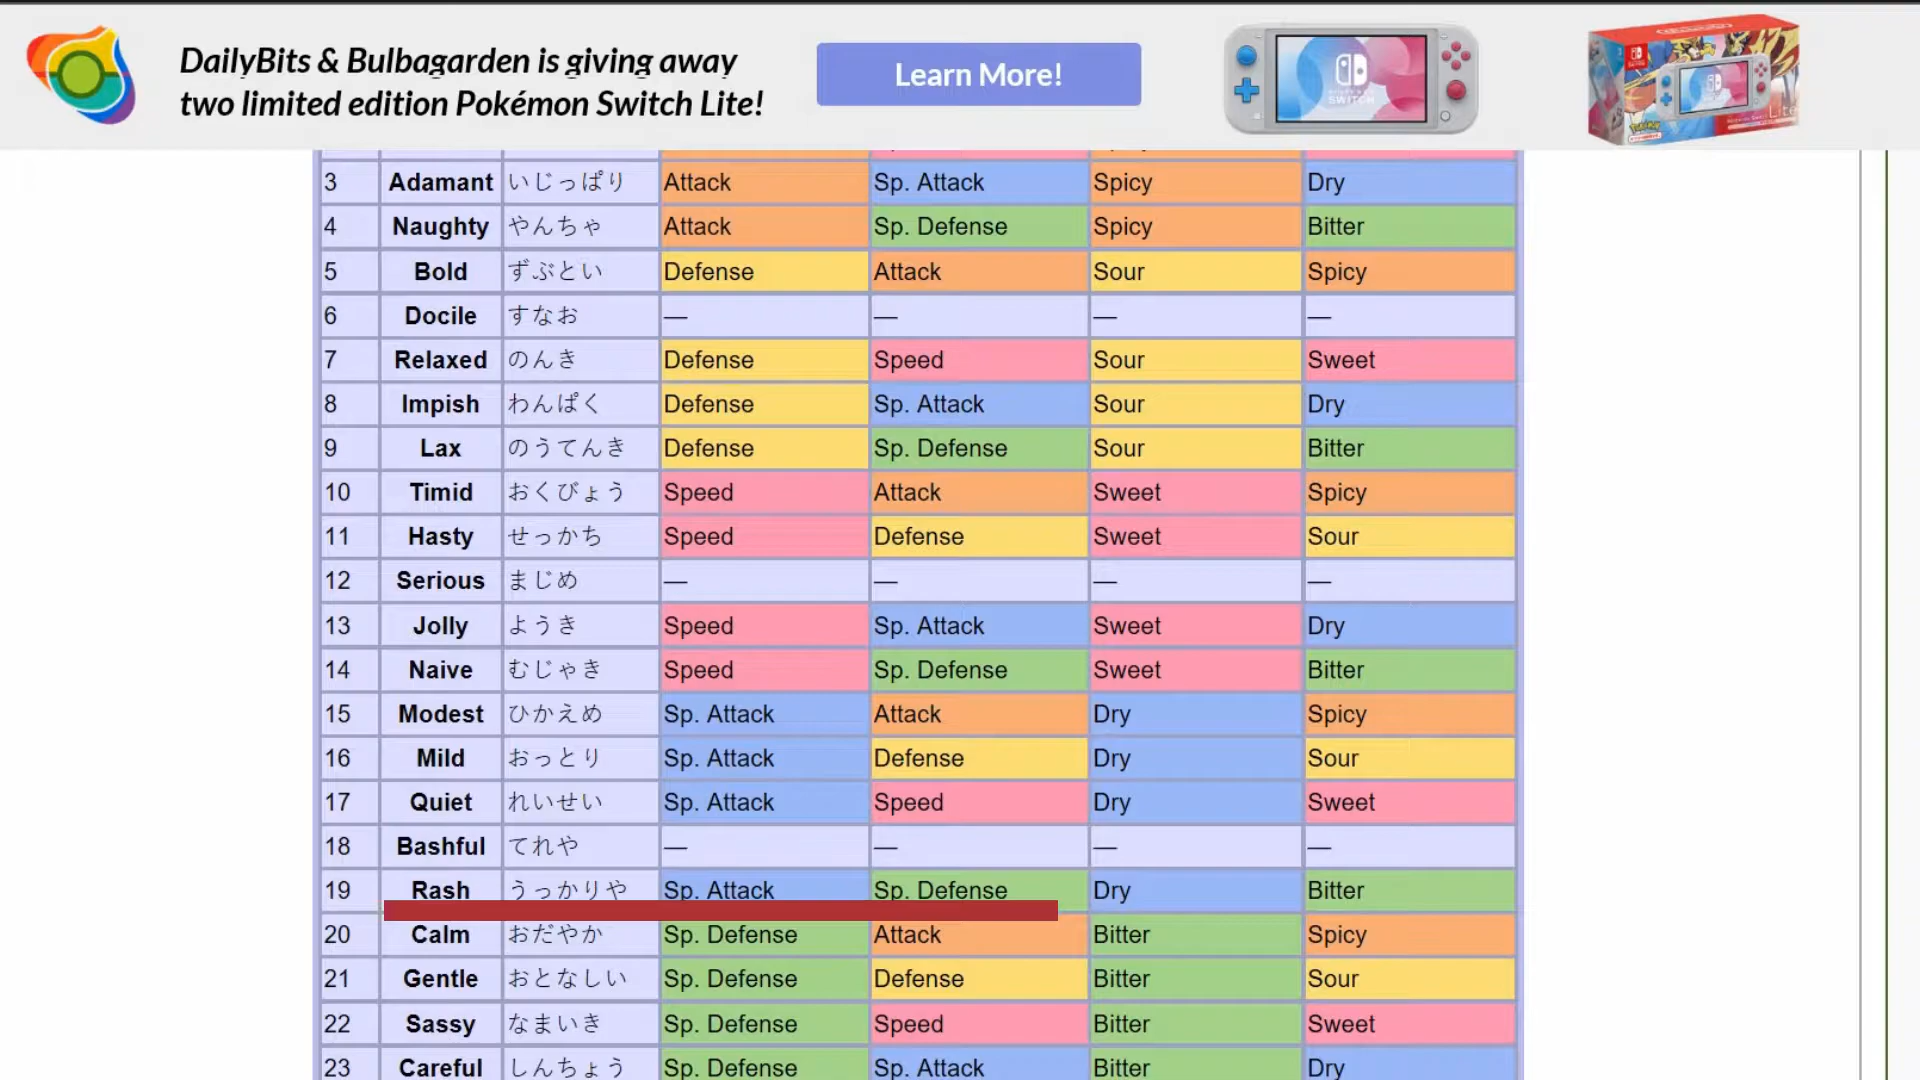 DailyBits & Bulbagarden is giving away
two limited edition Pokémon Switch Lite!
Learn More!
3 Adamant いじっぱり Attack Sp. Attack Spicy Dry
4 Naughty やんちゃ Attack Sp. Defense Spicy Bitter
5 Bold ずぶとい Defense Attack Sour Spicy
6 Docile すなお — — — —
7 Relaxed のんき Defense Speed Sour Sweet
8 Impish わんぱく Defense Sp. Attack Sour Dry
9 Lax のうてんき Defense Sp. Defense Sour Bitter
10 Timid おくびょう Speed Attack Sweet Spicy
11 Hasty せっかち Speed Defense Sweet Sour
12 Serious まじめ — — — —
13 Jolly ようき Speed Sp. Attack Sweet Dry
14 Naive むじゃき Speed Sp. Defense Sweet Bitter
15 Modest ひかえめ Sp. Attack Attack Dry Spicy
16 Mild おっとり Sp. Attack Defense Dry Sour
17 Quiet れいせい Sp. Attack Speed Dry Sweet
18 Bashful てれや — — — —
19 Rash うっかりや Sp. Attack Sp. Defense Dry Bitter
20 Calm おだやか Sp. Defense Attack Bitter Spicy
21 Gentle おとなしい Sp. Defense Defense Bitter Sour
22 Sassy なまいき Sp. Defense Speed Bitter Sweet
23 Careful しんちょう Sp. Defense Sp. Attack Bitter Dry